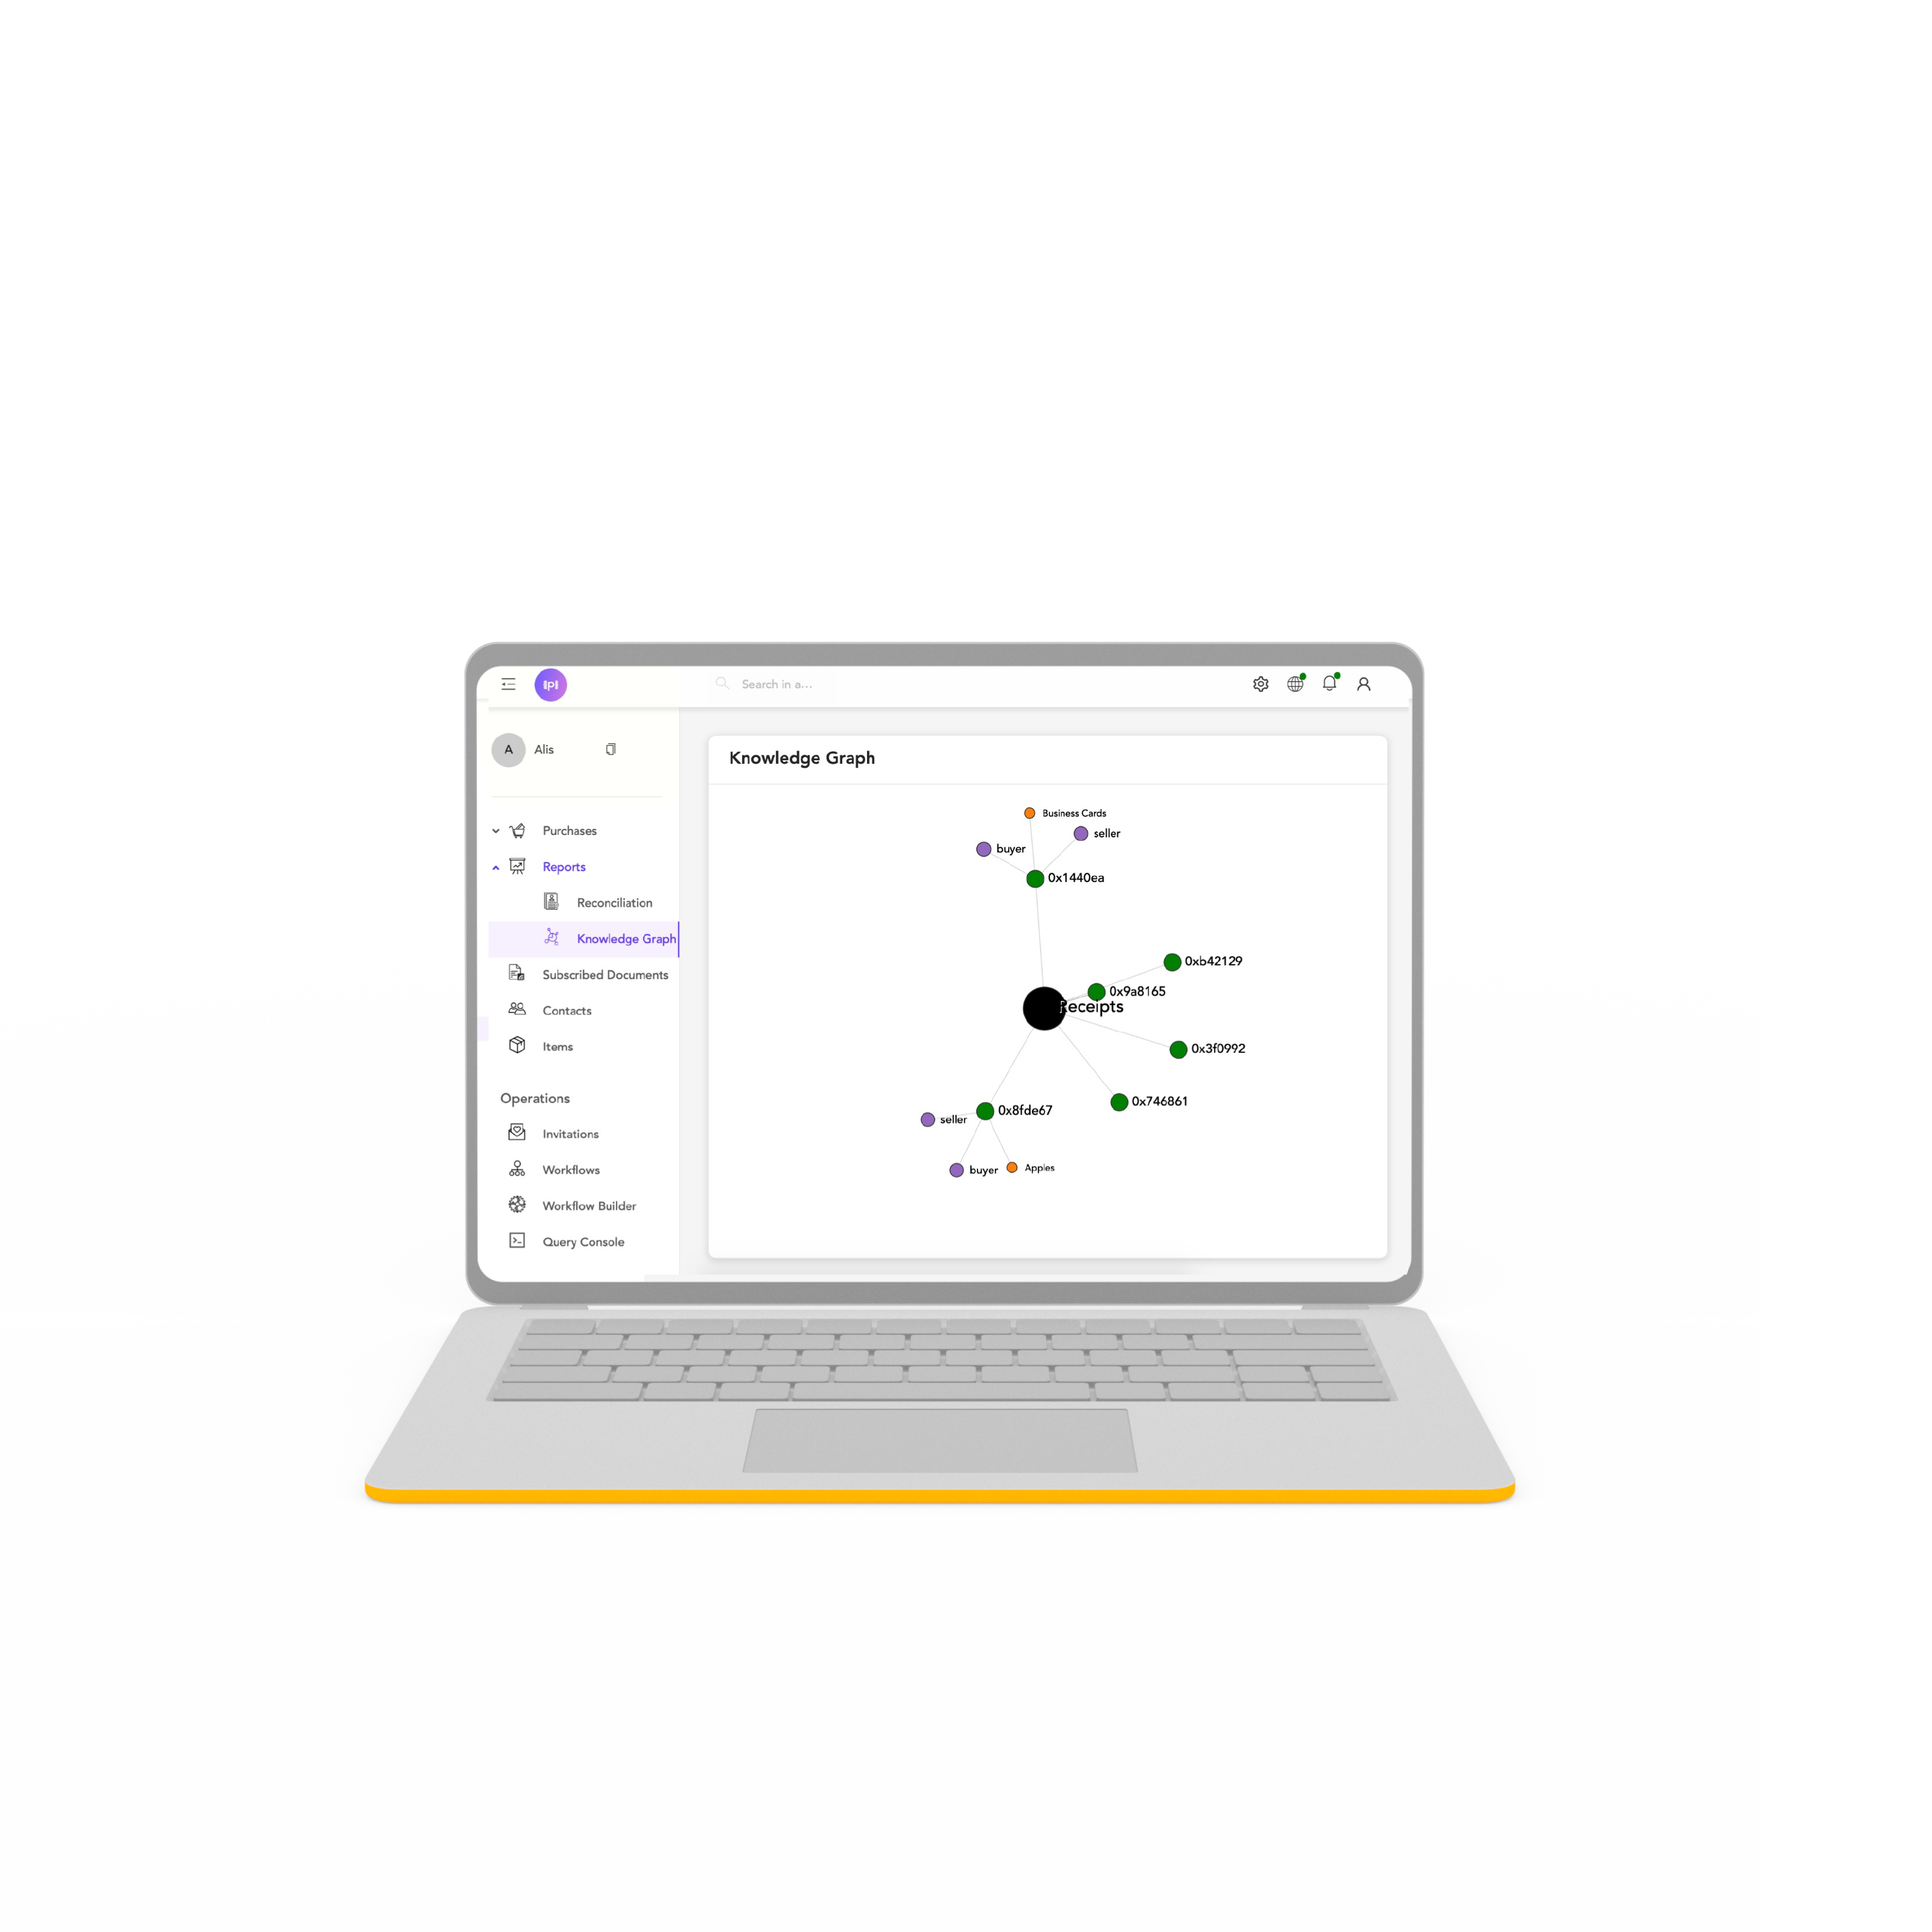 Search in a...
A
Alis
Purchases
Reports
Reconciliation
Knowledge Graph
Subscribed Documents
Contacts
Items
Operations
Invitations
Workflows
Workflow Builder
Query Console
Knowledge Graph
Business Cards
seller
buyer
0x1440ea
0xb42129
0x9a8165
Receipts
0x3f0992
0x746861
0x8fde67
seller
buyer
Apples